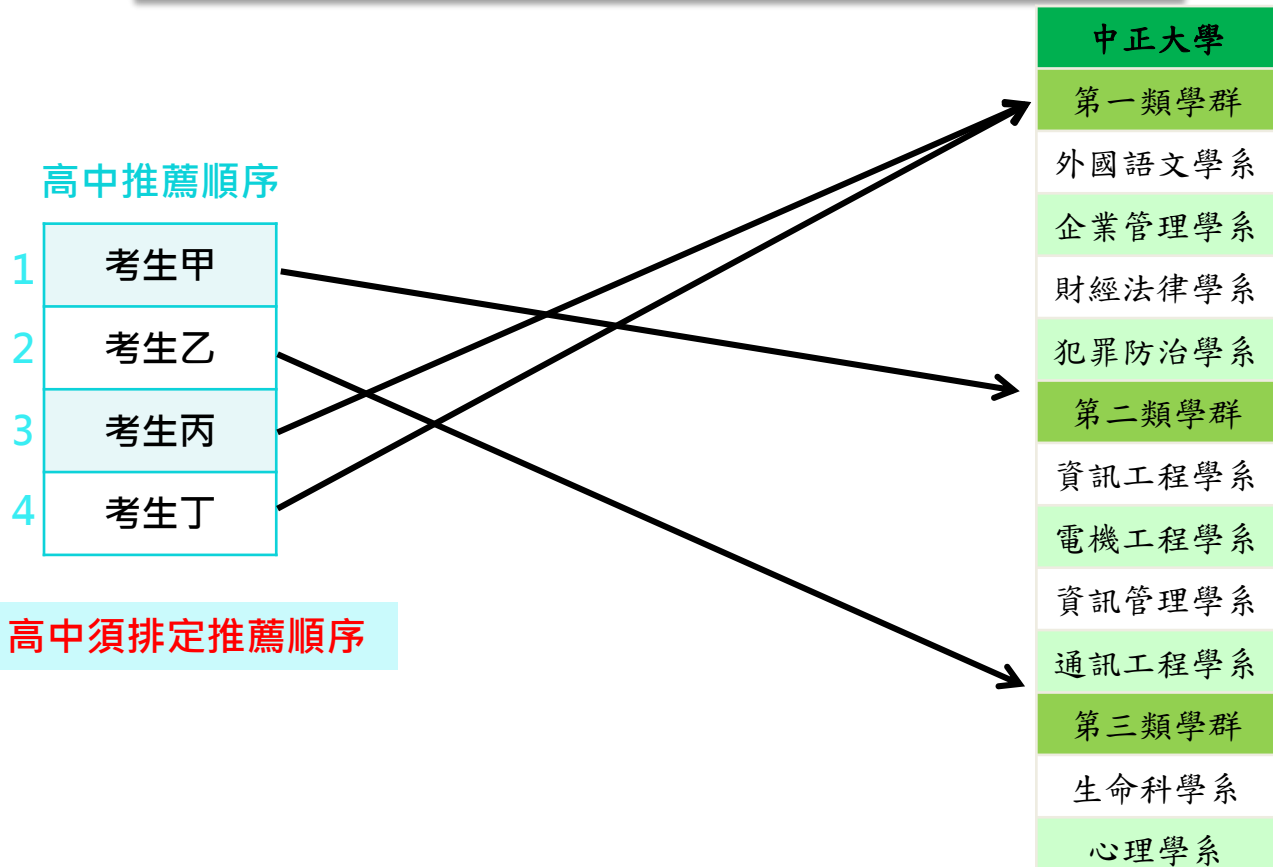 高中推薦順序
1 考生甲
2 考生乙
3 考生丙
4 考生丁
高中須排定推薦順序
中正大學
第一類學群
外國語文學系
企業管理學系
財經法律學系
犯罪防治學系
第二類學群
資訊工程學系
電機工程學系
資訊管理學系
通訊工程學系
第三類學群
生命科學系
心理學系